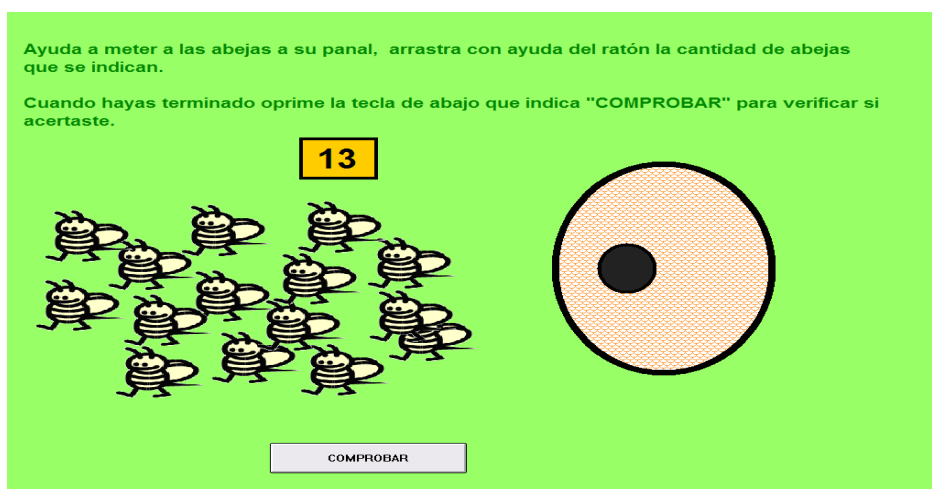 Ayuda a meter a las abejas a su panal, arrastra con ayuda del ratón la cantidad de abejas
que se indican.
Cuando hayas terminado oprime la tecla de abajo que indica "COMPROBAR" para verificar si
acertaste.
13
COMPROBAR